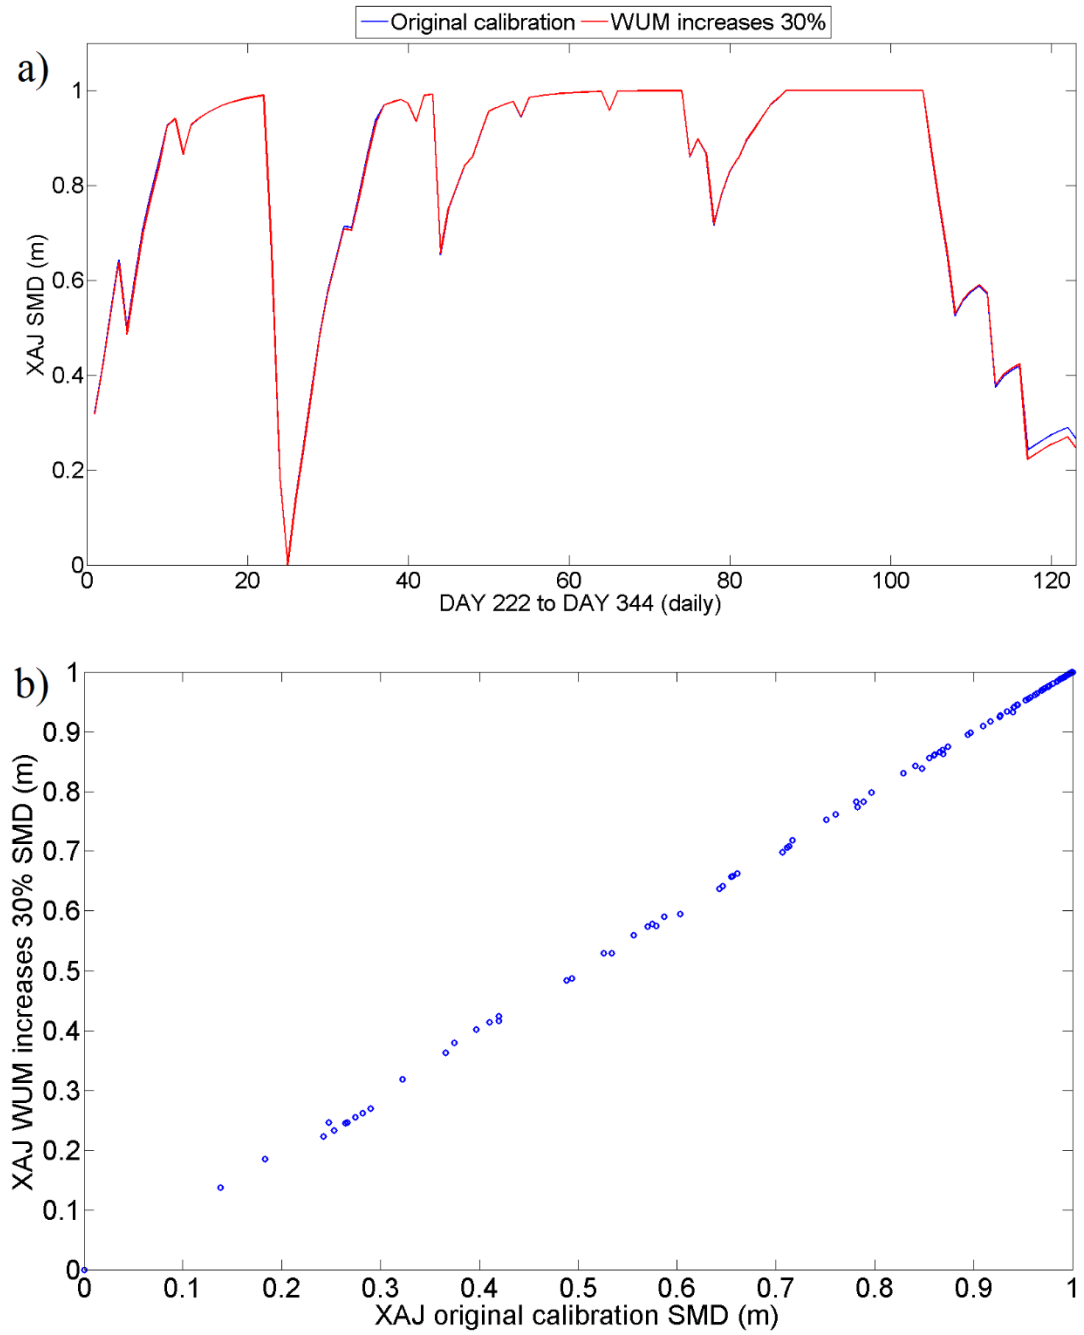 Original calibration WUM increases 30%
a)
XAJ SMD (m)
1
0.8
0.6
0.4
0.2
0
0 20 40 60 80 100 120
DAY 222 to DAY 344 (daily)
b)
XAJ WUM increases 30% SMD (m)
1
0.9
0.8
0.7
0.6
0.5
0.4
0.3
0.2
0.1
0
0 0.1 0.2 0.3 0.4 0.5 0.6 0.7 0.8 0.9 1
XAJ original calibration SMD (m)